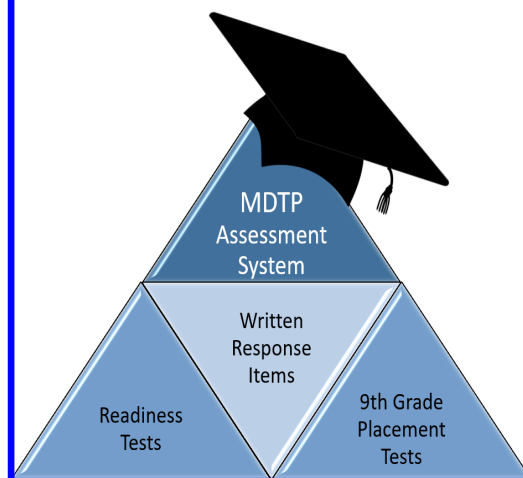 MDTP
Assessment
System
Written
Response
Items
Readiness
Tests
9th Grade
Placement
Tests